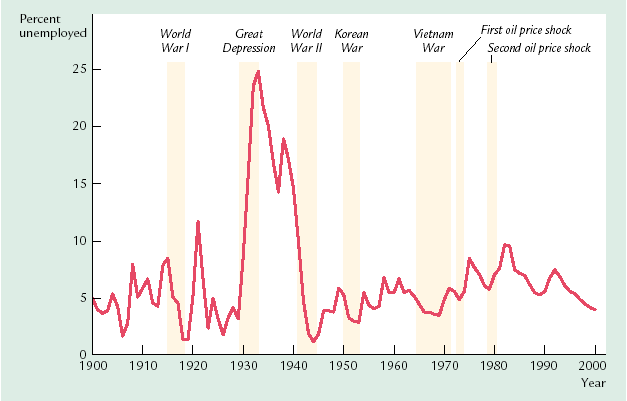 Percent
unemployed
World
War I
Great
Depression
World
War II
Korean
War
Vietnam
War
First oil price shock
Second oil price shock
25
20
15
10
5
0
1900
1910
1920
1930
1940
1950
1960
1970
1980
1990
2000
Year